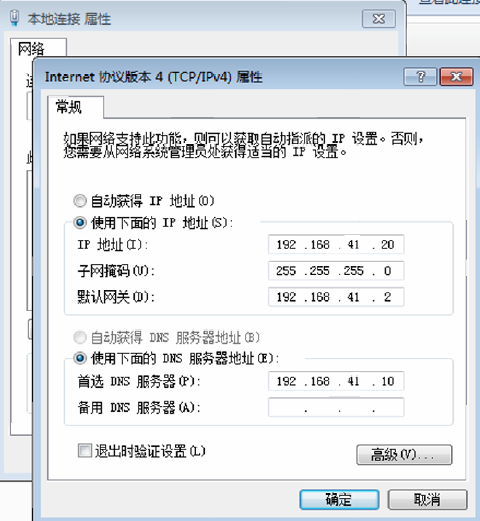 本地连接 属性
网络
Internet 协议版本 4 (TCP/IPv4) 属性
常规
如果网络支持此功能，则可以获取自动指派的 IP 设置。否则，
您需要从网络系统管理员处获得适当的 IP 设置。
自动获得 IP 地址(O)
使用下面的 IP 地址(S):
IP 地址(I): 192 .168 . 41 . 20
子网掩码(U): 255 .255 .255 . 0
默认网关(D): 192 .168 . 41 . 2
自动获得 DNS 服务器地址(B)
使用下面的 DNS 服务器地址(E):
首选 DNS 服务器(P): 192 .168 . 41 . 10
备用 DNS 服务器(A): . . .
退出时验证设置(L)
高级(V)...
确定 取消